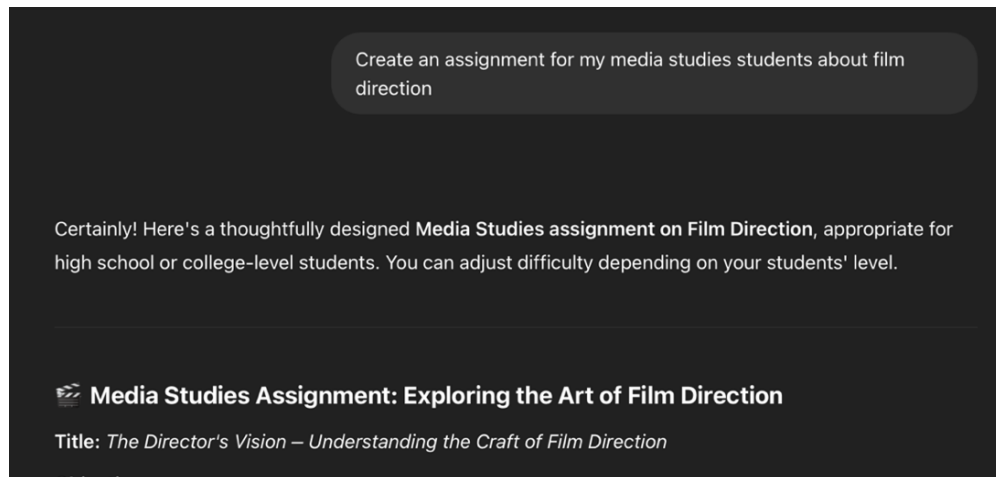 Create an assignment for my media studies students about film
direction
Certainly! Here's a thoughtfully designed Media Studies assignment on Film Direction, appropriate for
high school or college-level students. You can adjust difficulty depending on your students' level.
🎬 Media Studies Assignment: Exploring the Art of Film Direction
Title: The Director's Vision – Understanding the Craft of Film Direction